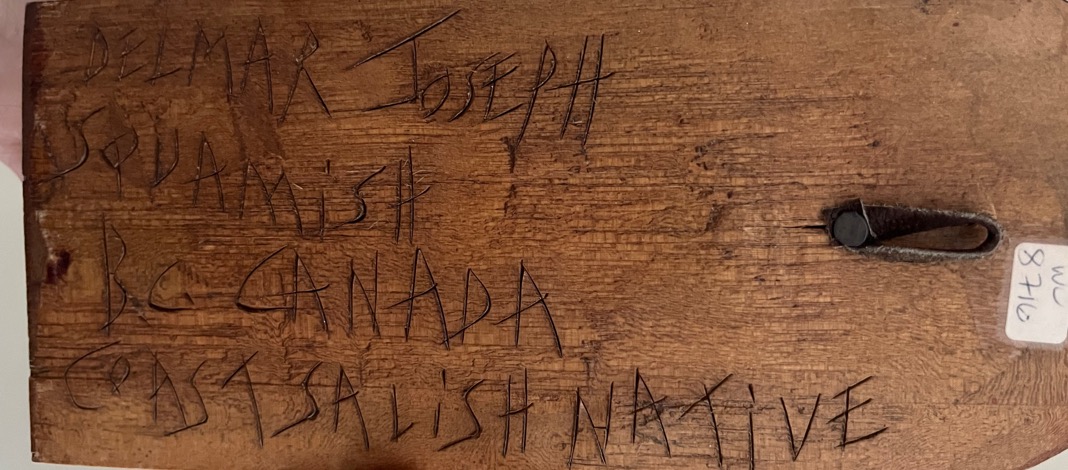 DELMAR JOSEPH
SQUAMiSH
BC CANADA
COAST SALiSH NATiVE
WC
8716